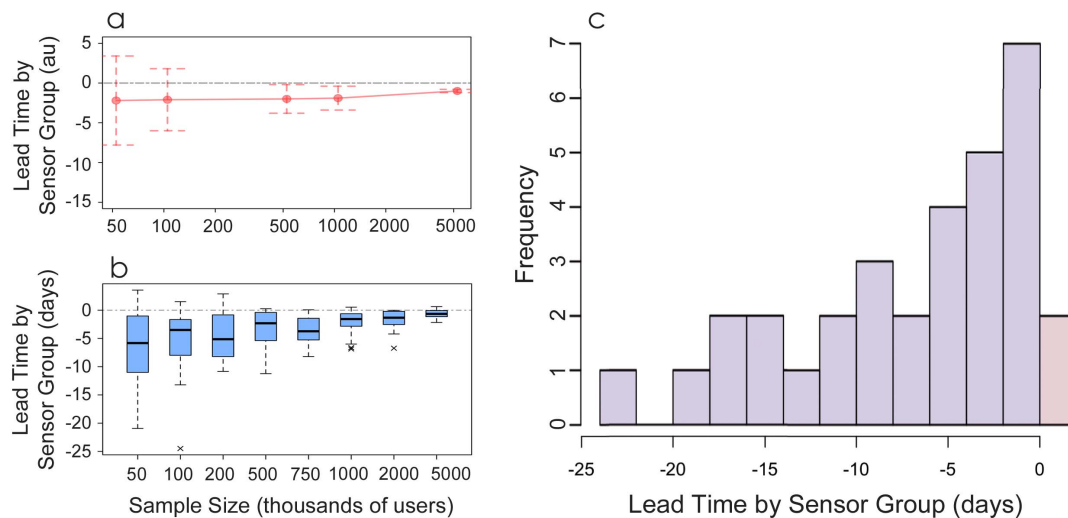 a
Lead Time by
Sensor Group (au)
5
0
-5
-10
-15
50 100 200 500 1000 2000 5000
b
Lead Time by
Sensor Group (days)
0
-5
-10
-15
-20
-25
50 100 200 500 750 1000 2000 5000
Sample Size (thousands of users)
c
Frequency
7
6
5
4
3
2
1
0
-25 -20 -15 -10 -5 0
Lead Time by Sensor Group (days)